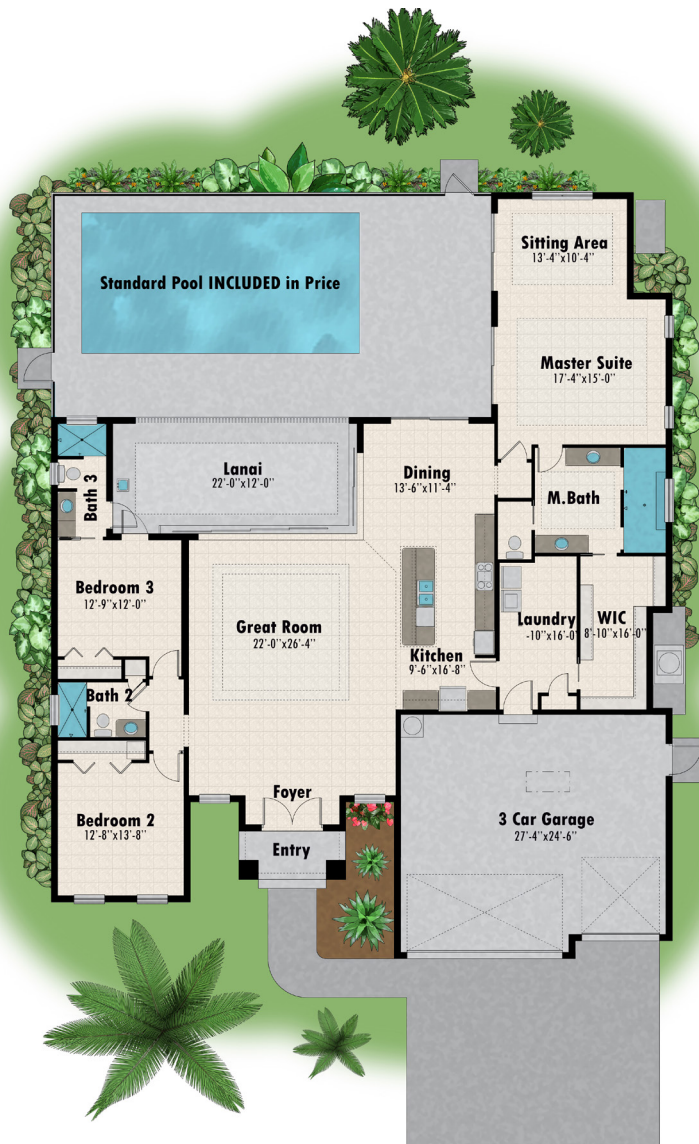 Sitting Area
13'-4"x10'-4"
Standard Pool INCLUDED in Price
Master Suite
17'-4"x15'-0"
Lanai
22'-0"x12'-0"
Dining
13'-6"x11'-4"
Bath 3
M.Bath
Bedroom 3
12'-9"x12'-0"
Great Room
22'-0"x26'-4"
Laundry
-10"x16'-0"
WIC
8'-10"x16'-0"
Kitchen
9'-6"x16'-8"
Bath 2
Foyer
Bedroom 2
12'-8"x13'-8"
3 Car Garage
27'-4"x24'-6"
Entry